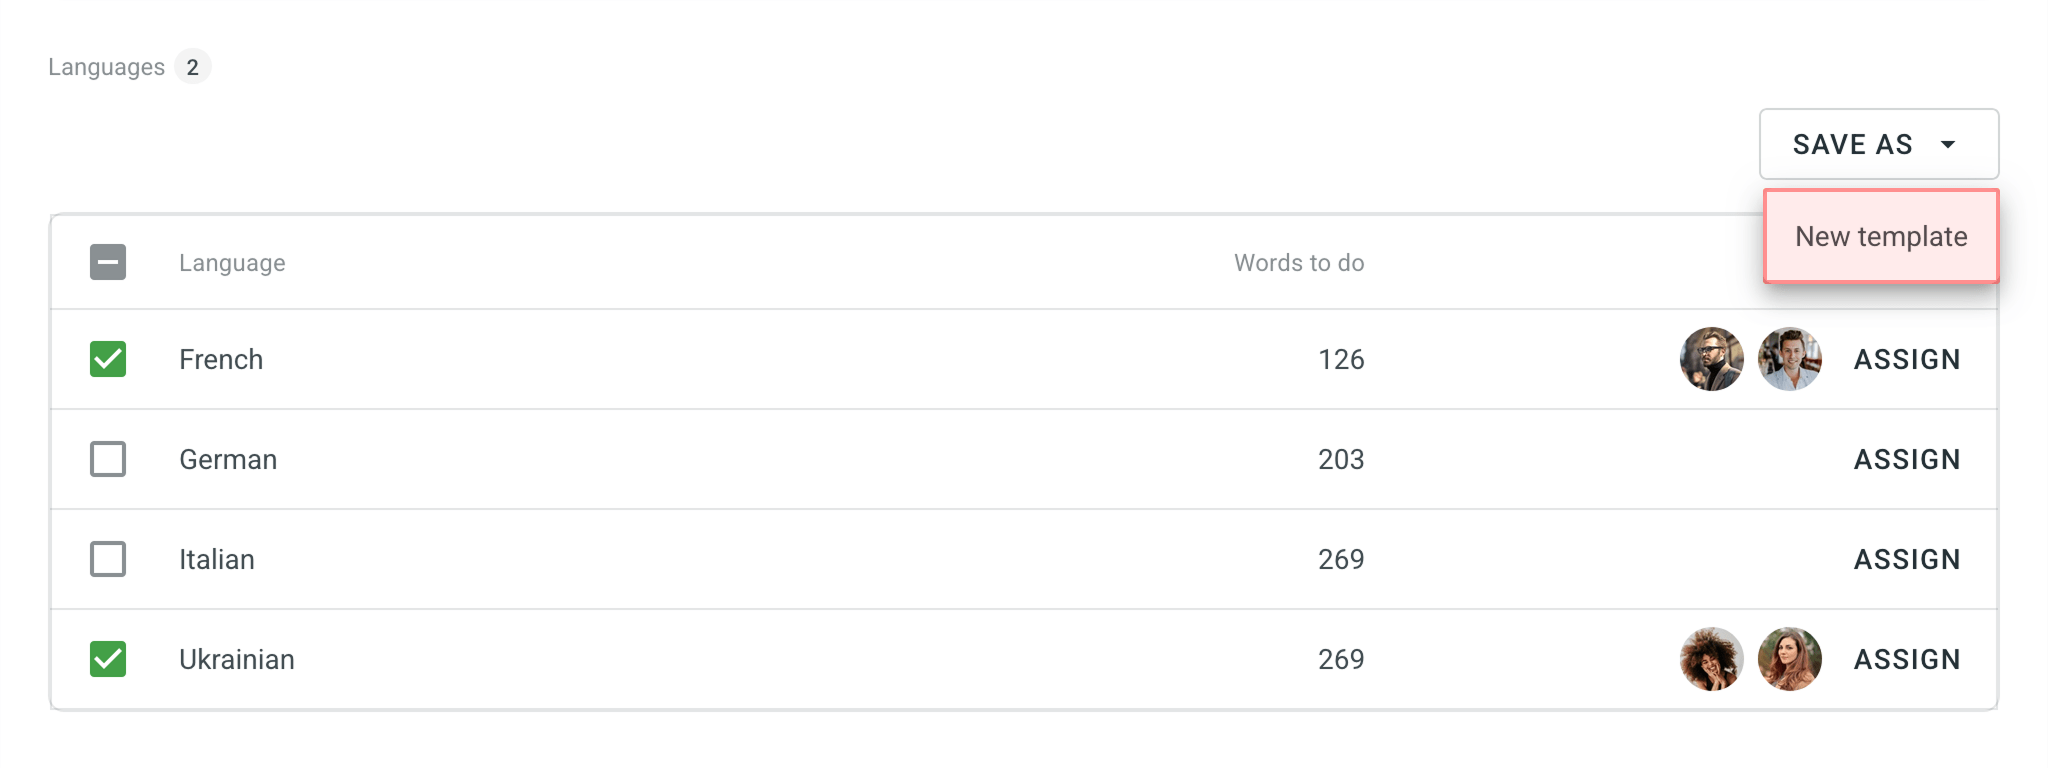 Languages 2
SAVE AS
New template
Language Words to do
French 126 ASSIGN
German 203 ASSIGN
Italian 269 ASSIGN
Ukrainian 269 ASSIGN